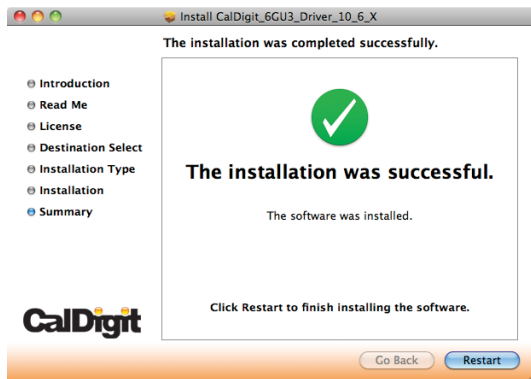 Install CalDigit_6GU3_Driver_10_6_X
The installation was completed successfully.
Introduction
Read Me
License
Destination Select
Installation Type
Installation
Summary
The installation was successful.
The software was installed.
Click Restart to finish installing the software.
CalDigit
Go Back
Restart